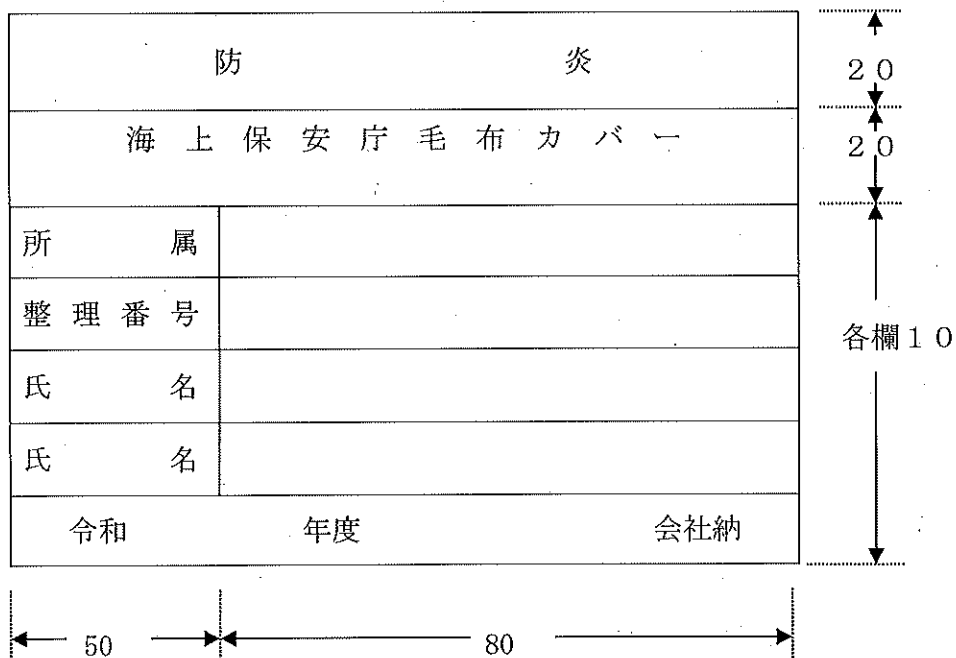 防 炎
20
海上保安庁毛布カバー
20
所 属
整理番号
各欄10
氏 名
氏 名
令和 年度 会社納
50 80